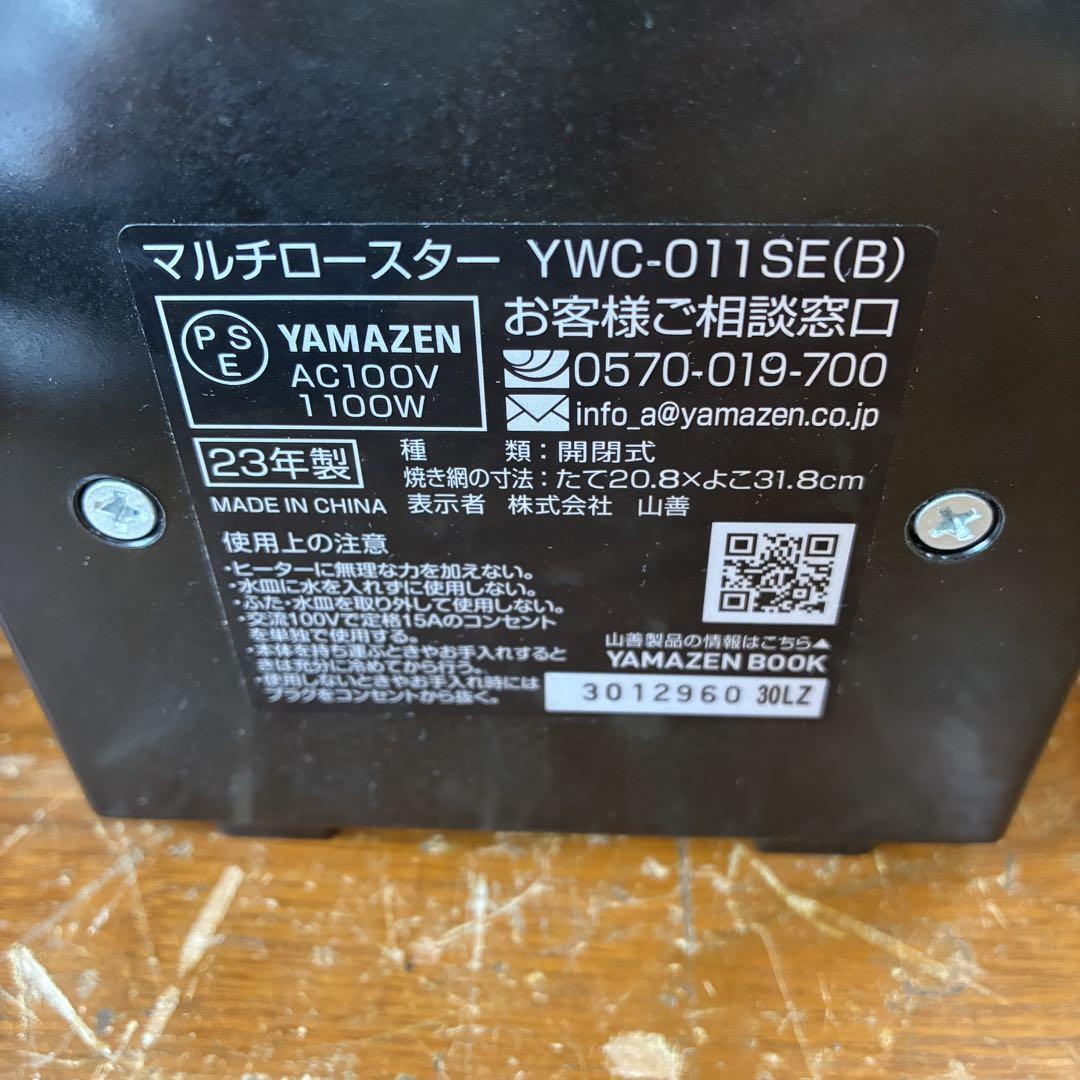 マルチロースター YWC-011SE(B)
PSE YAMAZEN
AC100V
1100W
お客様ご相談窓口
0570-019-700
info_a@yamazen.co.jp
23年製
MADE IN CHINA
種 類：開閉式
焼き網の寸法：たて20.8×よこ31.8cm
表示者 株式会社 山善
使用上の注意
・ヒーターに無理な力を加えない。
・水皿に水を入れずに使用しない。
・ふた・水皿を取り外して使用しない。
・交流100Vで定格15Aのコンセント
を単独で使用する。
・本体を持ち運ぶときやお手入れすると
きは充分に冷めてから行う。
・使用しないときやお手入れ時には
プラグをコンセントから抜く。
山善製品の情報はこちら▲
YAMAZEN BOOK
3012960 30LZ